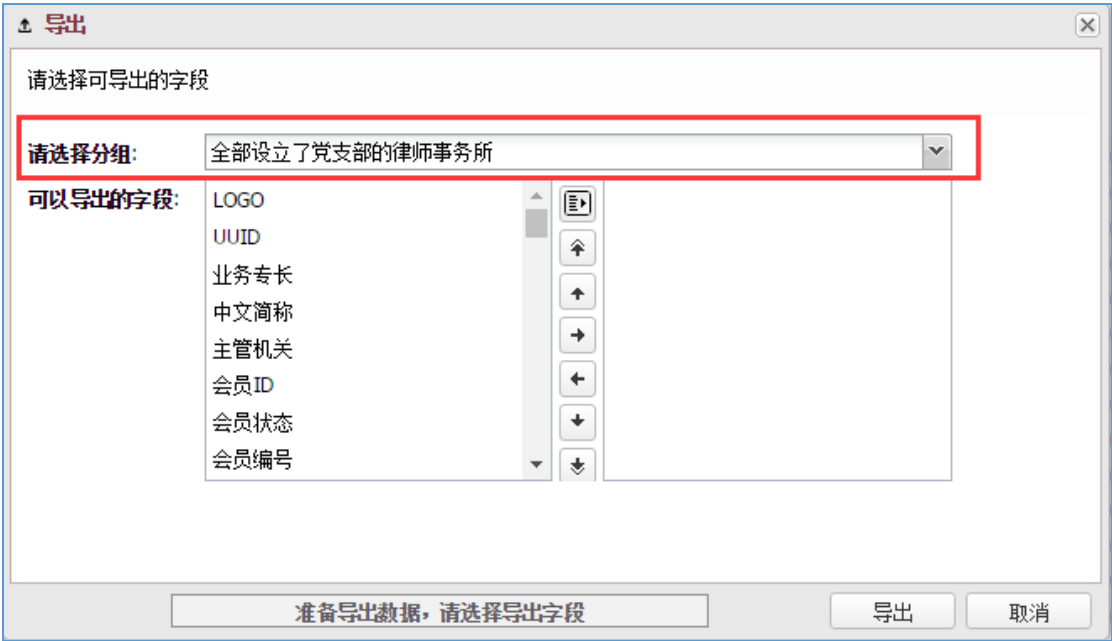 导出
请选择可导出的字段
请选择分组: 全部设立了党支部的律师事务所
可以导出的字段: LOGO
UUID
业务专长
中文简称
主管机关
会员ID
会员状态
会员编号
准备导出数据，请选择导出字段 导出 取消